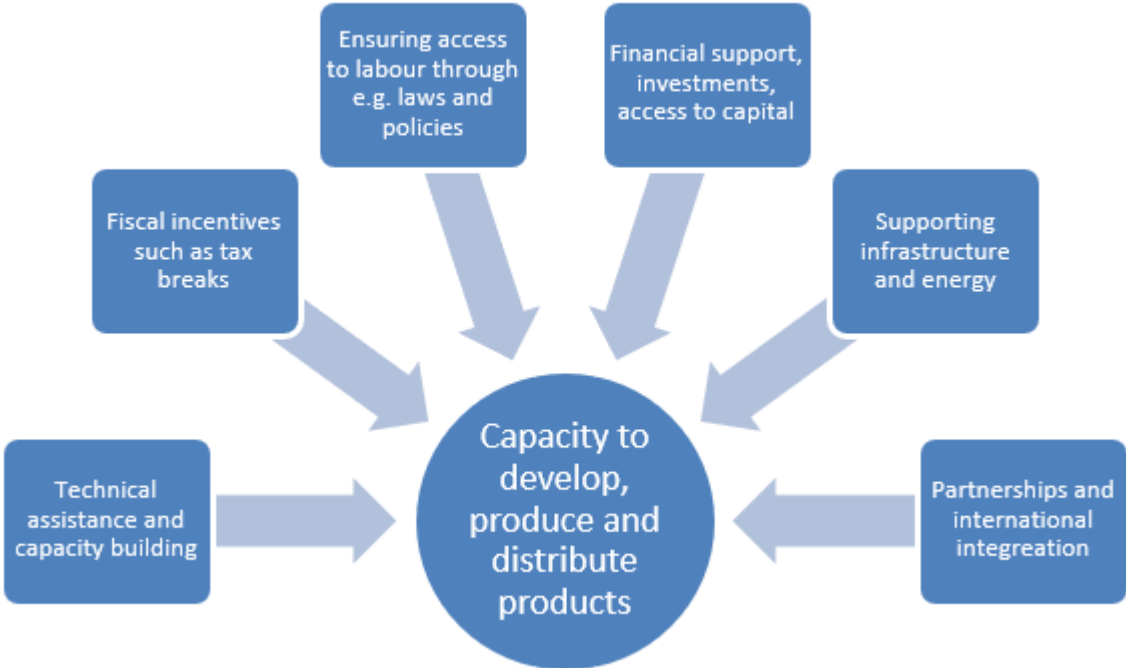 Ensuring access
to labour through
e.g. laws and
policies
Financial support,
investments,
access to capital
Fiscal incentives
such as tax
breaks
Supporting
infrastructure
and energy
Technical
assistance and
capacity building
Capacity to
develop,
produce and
distribute
products
Partnerships and
international
integreation